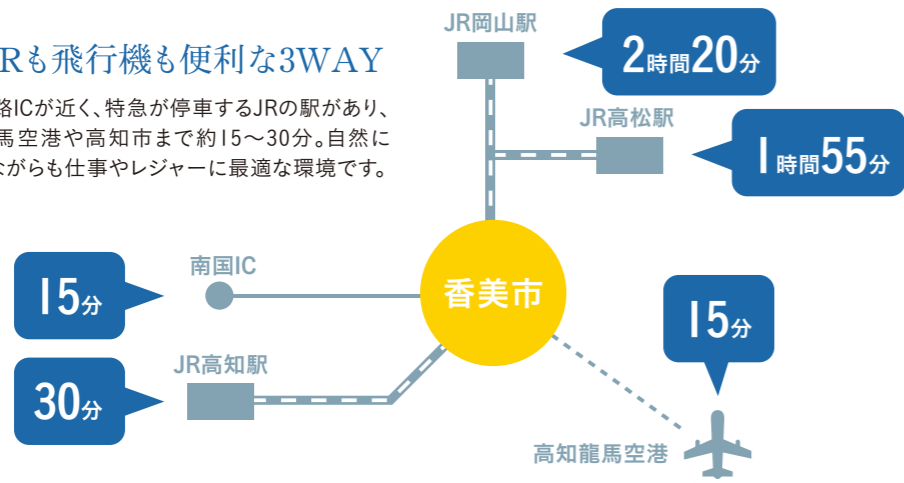 Rも飛行機も便利な3WAY
路ICが近く、特急が停車するJRの駅があり、
馬空港や高知市まで約15〜30分。自然に
ながらも仕事やレジャーに最適な環境です。
JR岡山駅
2時間20分
JR高松駅
1時間55分
香美市
南国IC
15分
JR高知駅
30分
15分
高知龍馬空港